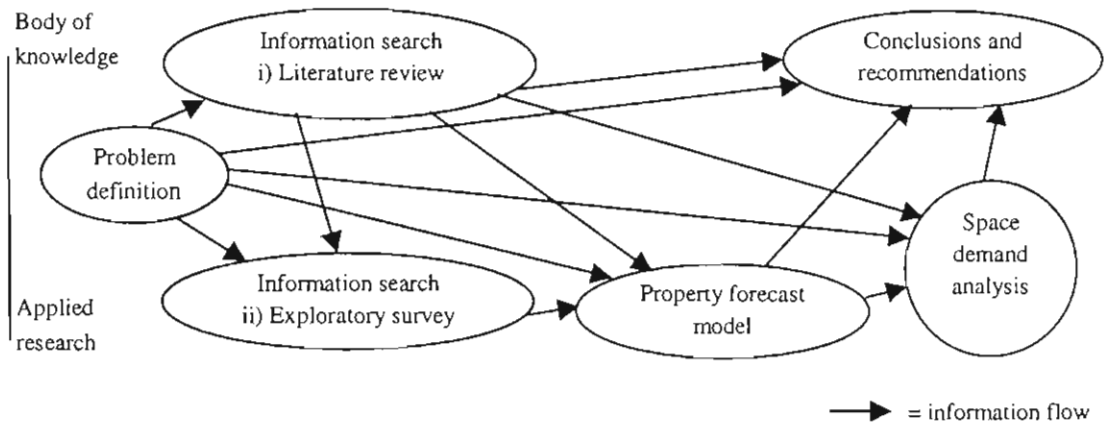 Body of
knowledge
Information search
i) Literature review
Conclusions and
recommendations
Problem
definition
Space
demand
analysis
Information search
ii) Exploratory survey
Property forecast
model
Applied
research
= information flow